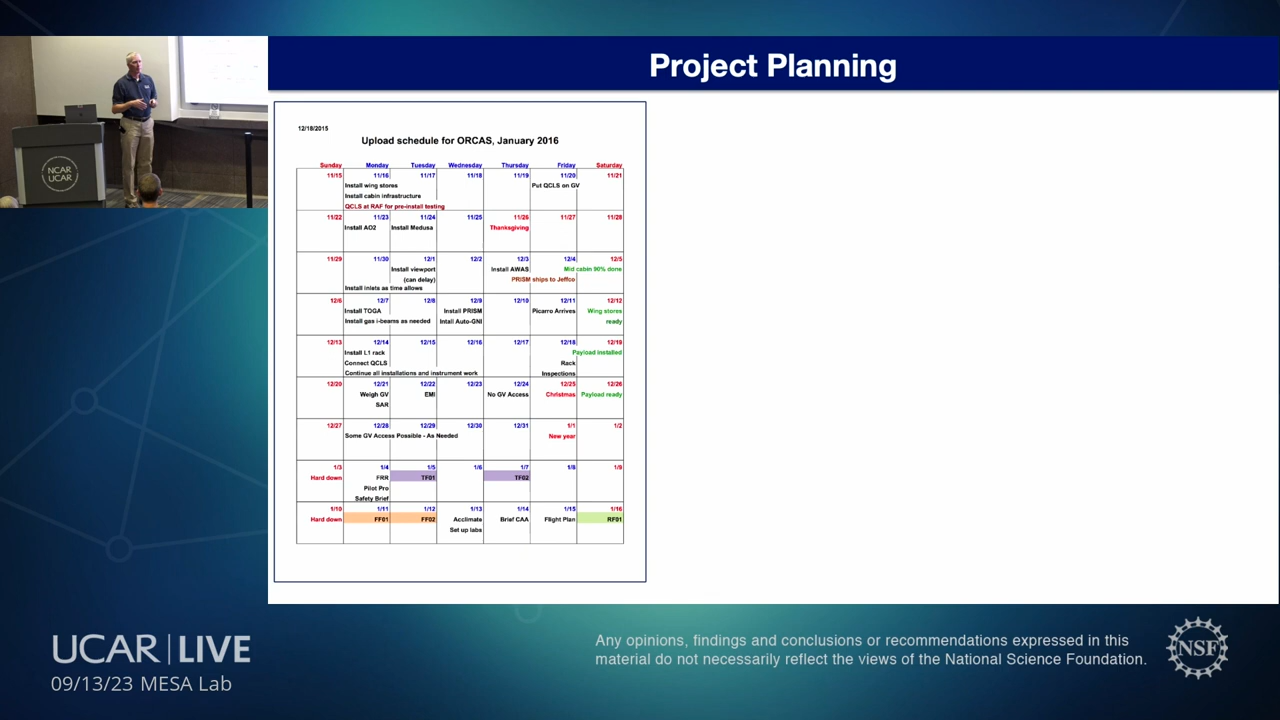 Project Planning
12/18/2015
Upload schedule for ORCAS, January 2016
Sunday Monday Tuesday Wednesday Thursday Friday Saturday
11/15 11/16 11/17 11/18 11/19 11/20 11/21
Install wing stores Put QCLS on GV
Install cabin infrastructure
QCLS at RAF for pre-install testing
11/22 11/23 11/24 11/25 11/26 11/27 11/28
Install AO2 Install Medusa Thanksgiving
11/29 11/30 12/1 12/2 12/3 12/4 12/5
Install viewport Install AWAS Mid cabin 90% done
(can delay) PRISM ships to Jeffco
Install inlets as time allows
12/6 12/7 12/8 12/9 12/10 12/11 12/12
Install TOGA Install PRISM Picarro Arrives Wing stores
Install gas i-beams as needed Intall Auto-GNI ready
12/13 12/14 12/15 12/16 12/17 12/18 12/19
Install L1 rack Payload installed
Connect QCLS Rack
Continue all installations and instrument work Inspections
12/20 12/21 12/22 12/23 12/24 12/25 12/26
Weigh GV EMI No GV Access Christmas Payload ready
SAR
12/27 12/28 12/29 12/30 12/31 1/1 1/2
Some GV Access Possible - As Needed New year
1/3 1/4 1/5 1/6 1/7 1/8 1/9
Hard down FRR TF01 TF02
Pilot Pro
Safety Brief
1/10 1/11 1/12 1/13 1/14 1/15 1/16
Hard down FF01 FF02 Acclimate Brief CAA Flight Plan RF01
Set up labs
NCAR
UCAR
UCAR | LIVE
09/13/23 MESA Lab
Any opinions, findings and conclusions or recommendations expressed in this
material do not necessarily reflect the views of the National Science Foundation.
NSF